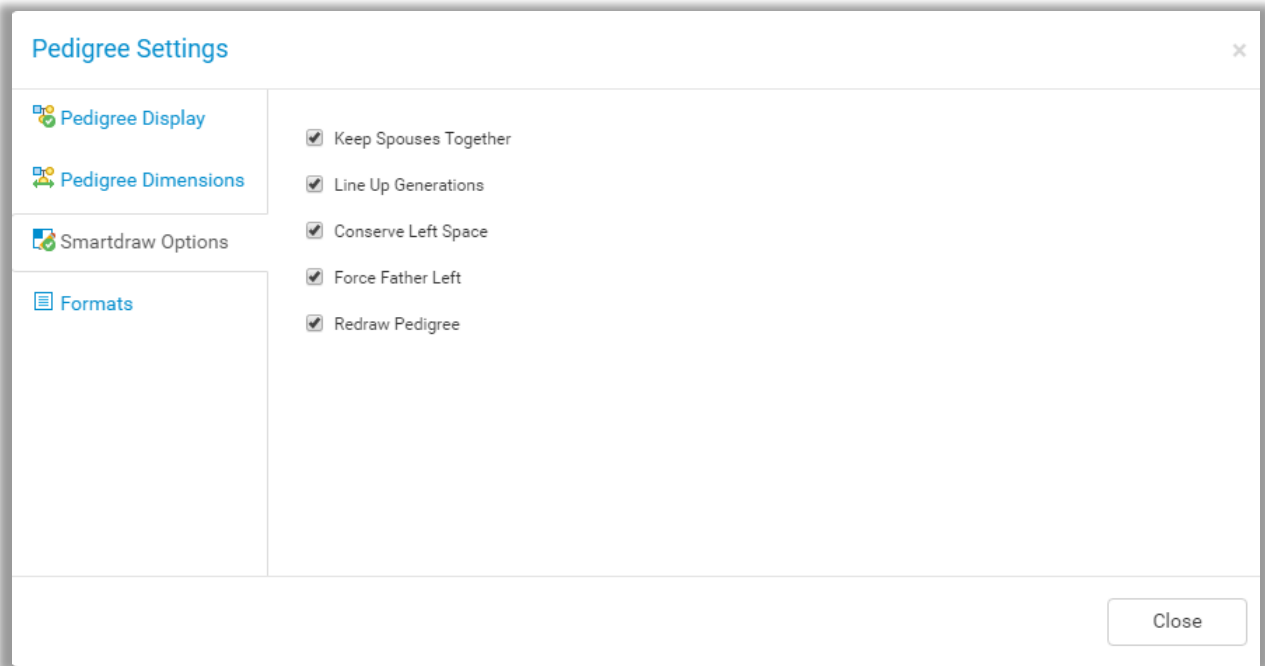 Pedigree Settings
×
Pedigree Display
Pedigree Dimensions
Smartdraw Options
Formats
Keep Spouses Together
Line Up Generations
Conserve Left Space
Force Father Left
Redraw Pedigree
Close